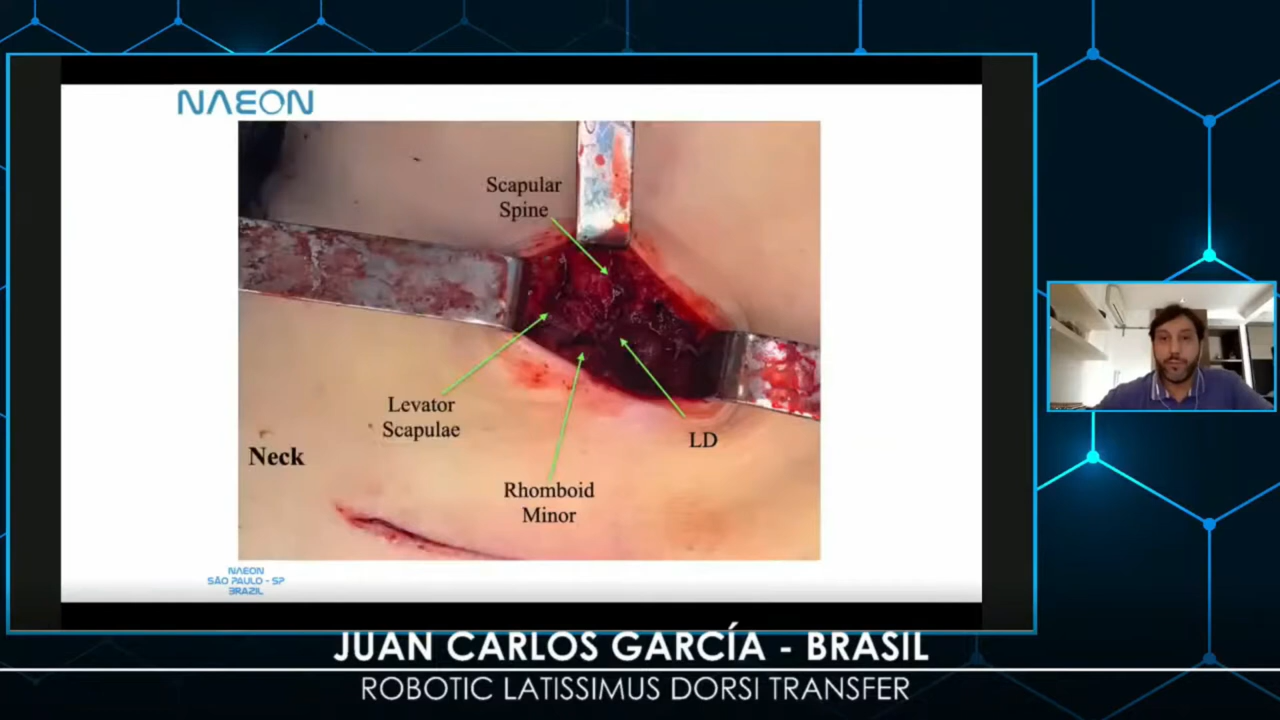 NAEON
Scapular
Spine
Levator
Scapulae
LD
Neck
Rhomboid
Minor
NAEON
SÃO PAULO - SP
BRAZIL
JUAN CARLOS GARCÍA - BRASIL
ROBOTIC LATISSIMUS DORSI TRANSFER